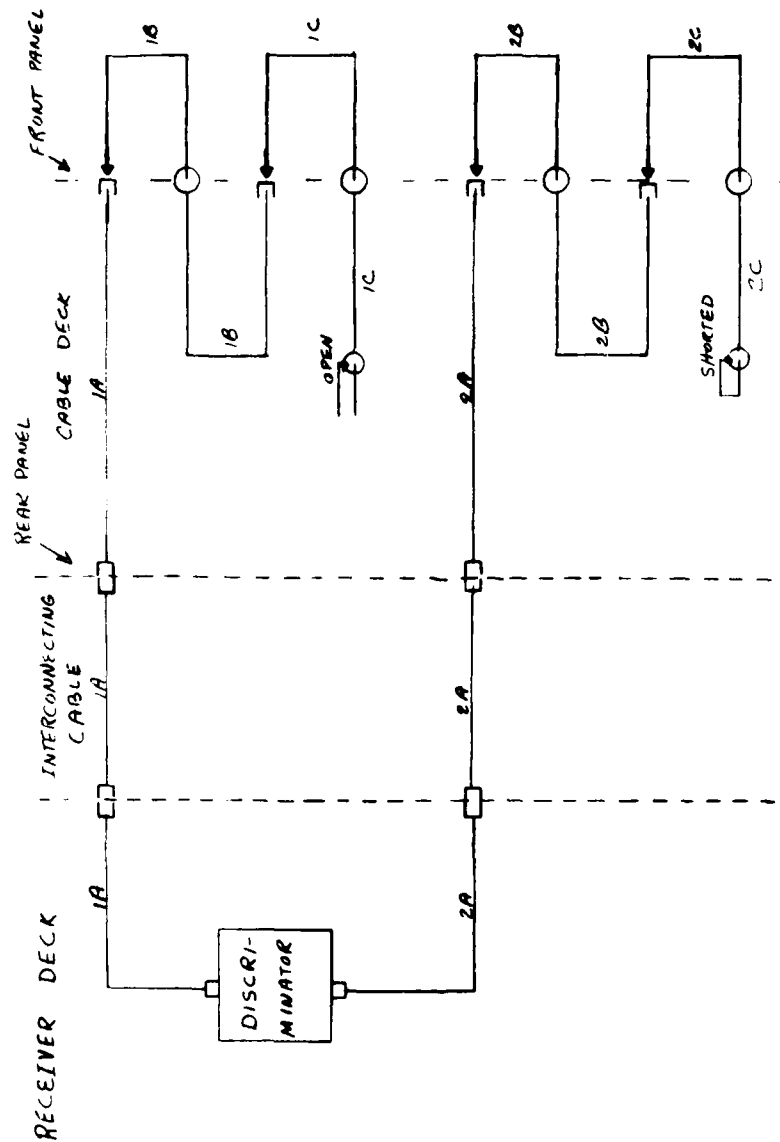 RECEIVER DECK
INTERCONNECTING
CABLE
REAR PANEL
CABLE DECK
FRONT PANEL
1A
1A
1A
1B
1B
1C
1C
OPEN
DISCRI-
MINATOR
2A
2A
2A
2B
2B
2C
2C
SHORTED